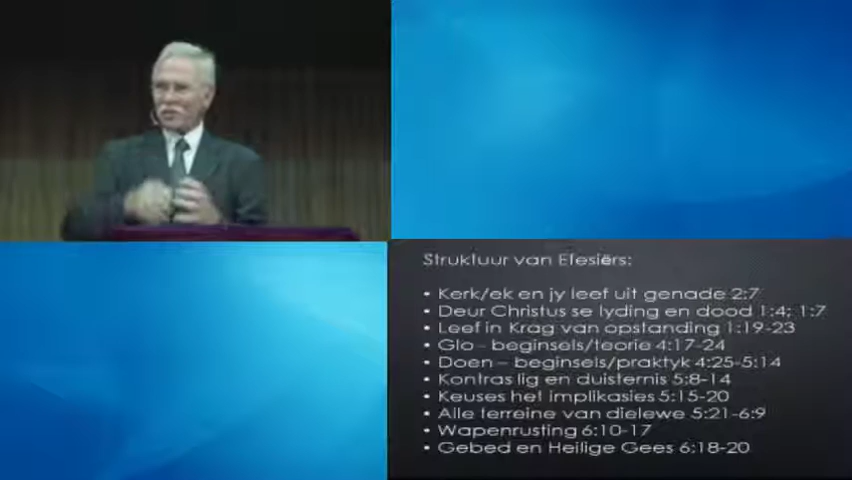 Struktuur van Efesiërs:
• Kerk/ek en jy leef uit genade 2:7
• Deur Christus se lyding en dood 1:4; 1:7
• Leef in Krag van opstanding 1:19-23
• Glo - beginsels/teorie 4:17-24
• Doen – beginsels/praktyk 4:25-5:14
• Kontras lig en duisternis 5:8-14
• Keuses het implikasies 5:15-20
• Alle terreine van dielewe 5:21-6:9
• Wapenrusting 6:10-17
• Gebed en Heilige Gees 6:18-20